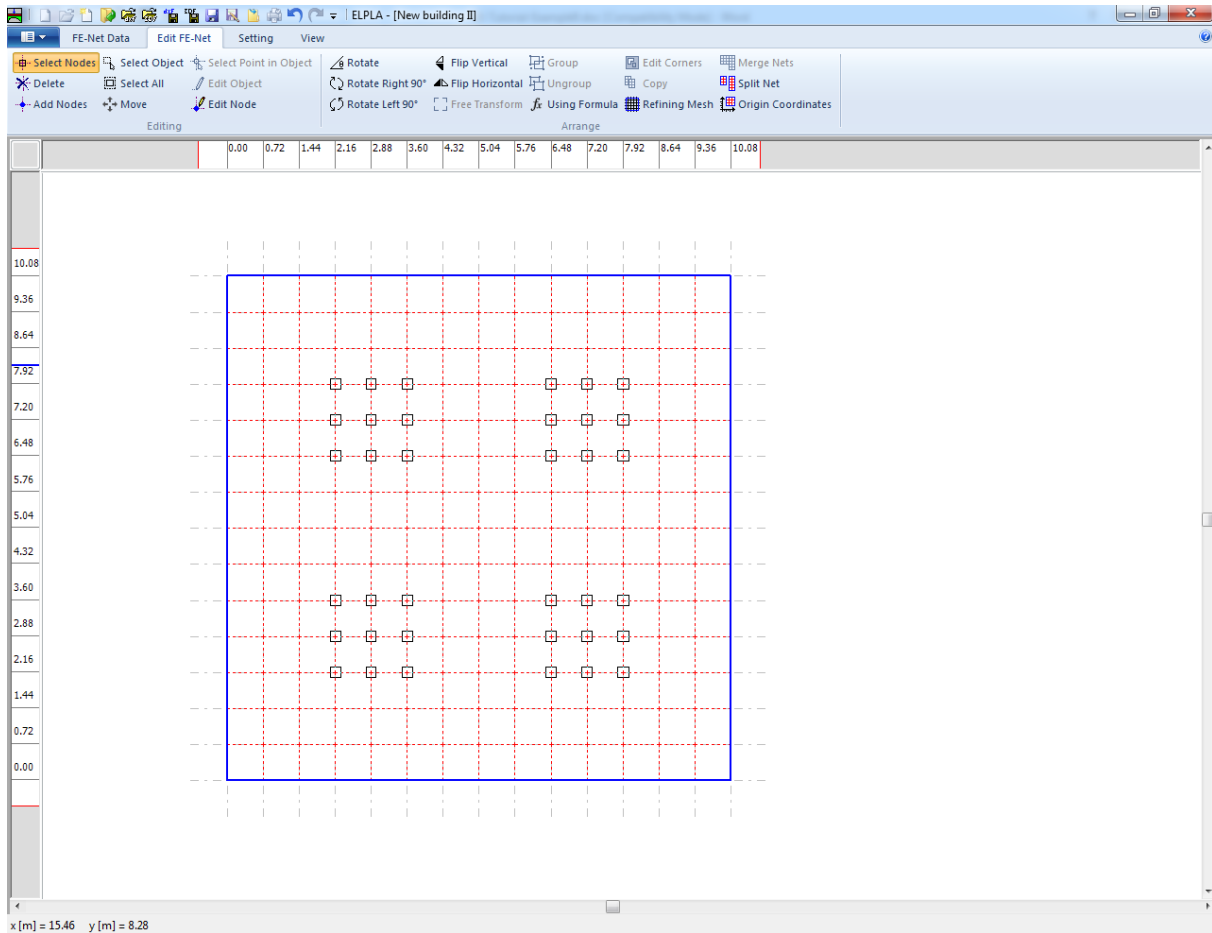 ELPLA - [New building II]
FE-Net Data Edit FE-Net Setting View
Select Nodes Select Object Select Point in Object Rotate Flip Vertical Group Edit Corners Merge Nets
Delete Select All Edit Object Rotate Right 90° Flip Horizontal Ungroup Copy Split Net
Add Nodes Move Edit Node Rotate Left 90° Free Transform fx Using Formula Refining Mesh Origin Coordinates
Editing Arrange
0.00 0.72 1.44 2.16 2.88 3.60 4.32 5.04 5.76 6.48 7.20 7.92 8.64 9.36 10.08
10.08
9.36
8.64
7.92
7.20
6.48
5.76
5.04
4.32
3.60
2.88
2.16
1.44
0.72
0.00
x [m] = 15.46 y [m] = 8.28